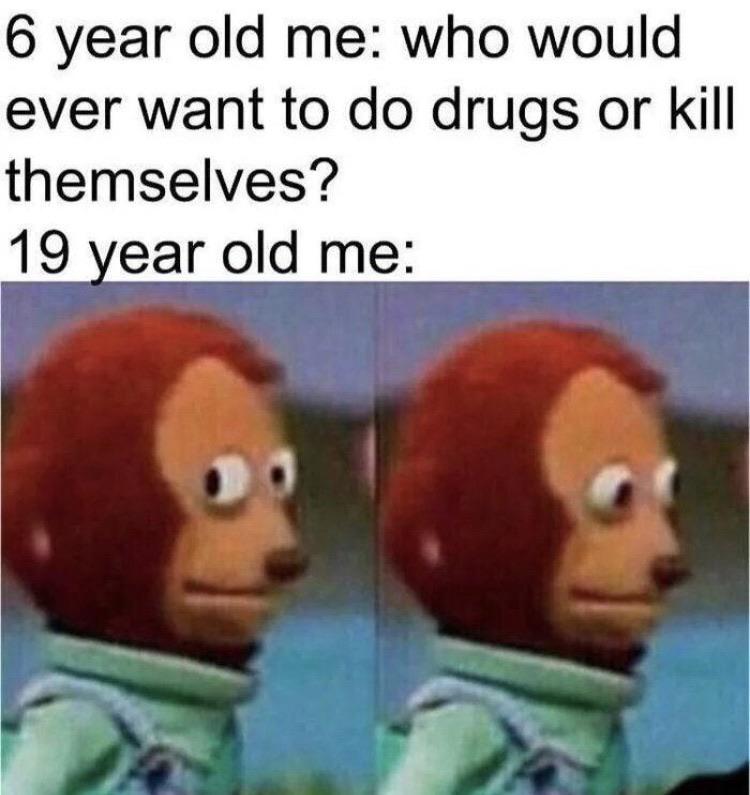 6 year old me: who would
ever want to do drugs or kill
themselves?
19 year old me: